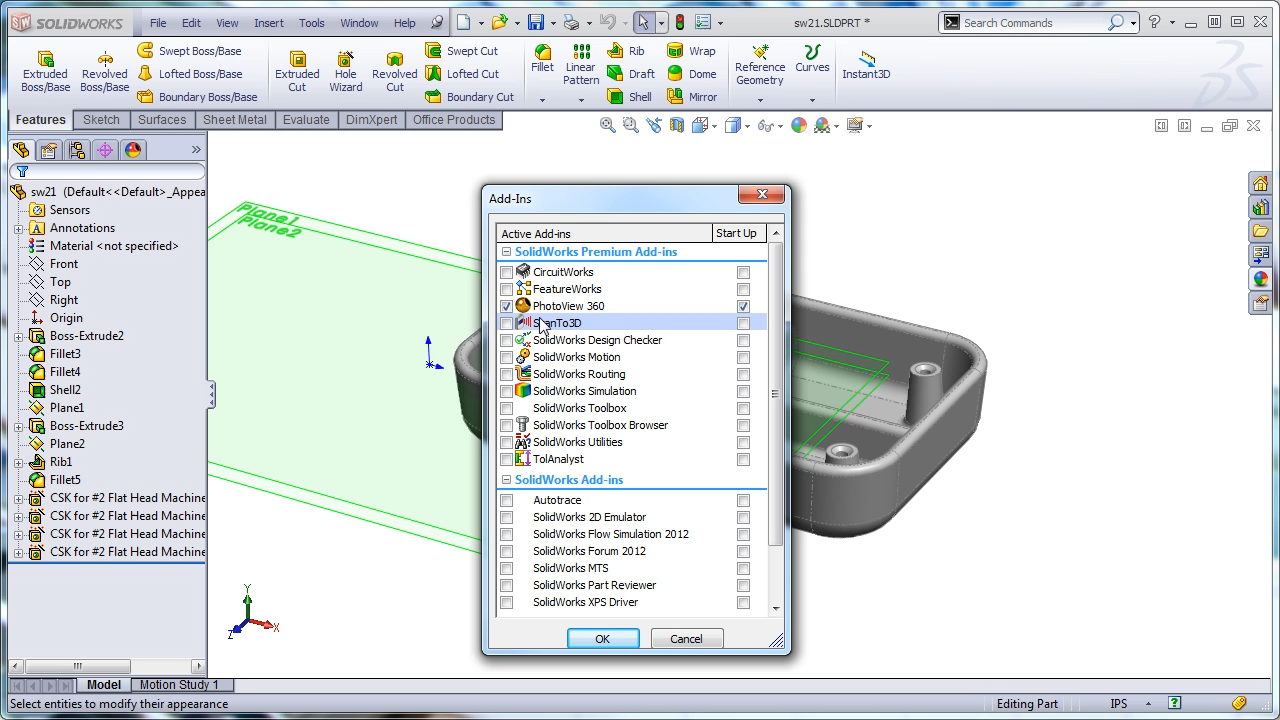 SOLIDWORKS File Edit View Insert Tools Window Help sw21.SLDPRT * Search Commands
Extruded Boss/Base
Revolved Boss/Base
Swept Boss/Base
Lofted Boss/Base
Boundary Boss/Base
Extruded Cut
Hole Wizard
Revolved Cut
Swept Cut
Lofted Cut
Boundary Cut
Fillet
Linear Pattern
Rib
Draft
Shell
Wrap
Dome
Mirror
Reference Geometry
Curves
Instant3D
Features Sketch Surfaces Sheet Metal Evaluate DimXpert Office Products
sw21 (Default<<Default>_Appea
Sensors
Annotations
Material <not specified>
Front
Top
Right
Origin
Boss-Extrude2
Fillet3
Fillet4
Shell2
Plane1
Boss-Extrude3
Plane2
Rib1
Fillet5
CSK for #2 Flat Head Machine
CSK for #2 Flat Head Machine
CSK for #2 Flat Head Machine
CSK for #2 Flat Head Machine
Plane1
Plane2
Y
X
Z
Add-Ins
Active Add-ins Start Up
SolidWorks Premium Add-ins
CircuitWorks
FeatureWorks
PhotoView 360
ScanTo3D
SolidWorks Design Checker
SolidWorks Motion
SolidWorks Routing
SolidWorks Simulation
SolidWorks Toolbox
SolidWorks Toolbox Browser
SolidWorks Utilities
TolAnalyst
SolidWorks Add-ins
Autotrace
SolidWorks 2D Emulator
SolidWorks Flow Simulation 2012
SolidWorks Forum 2012
SolidWorks MTS
SolidWorks Part Reviewer
SolidWorks XPS Driver
OK Cancel
Model Motion Study 1
Select entities to modify their appearance Editing Part IPS